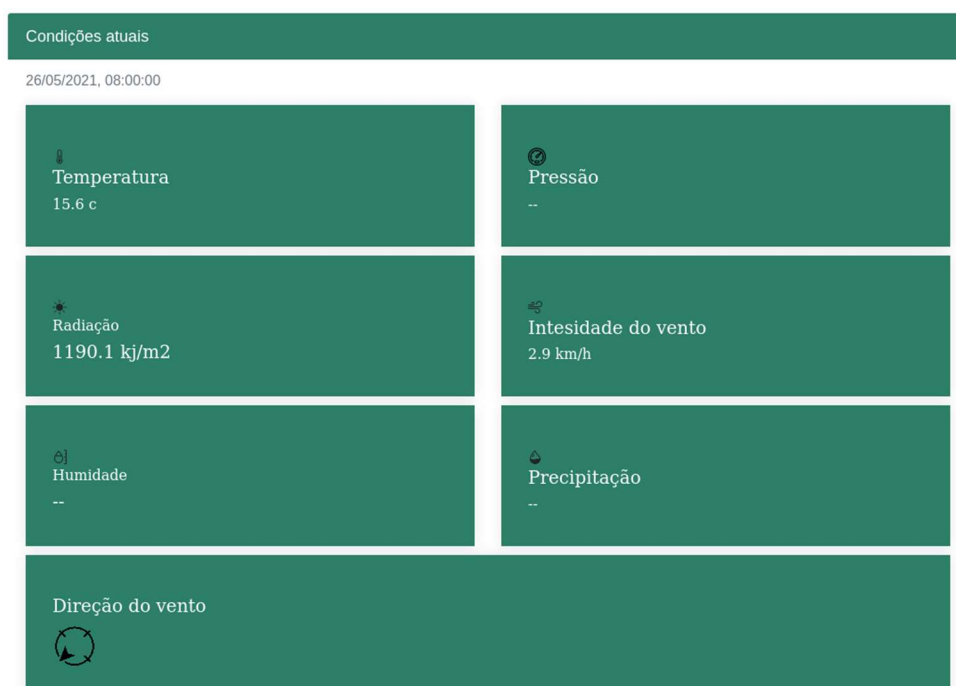 Condições atuais
26/05/2021, 08:00:00
Temperatura
15.6 c
Pressão
--
Radiação
1190.1 kj/m2
Intesidade do vento
2.9 km/h
Humidade
--
Precipitação
--
Direção do vento